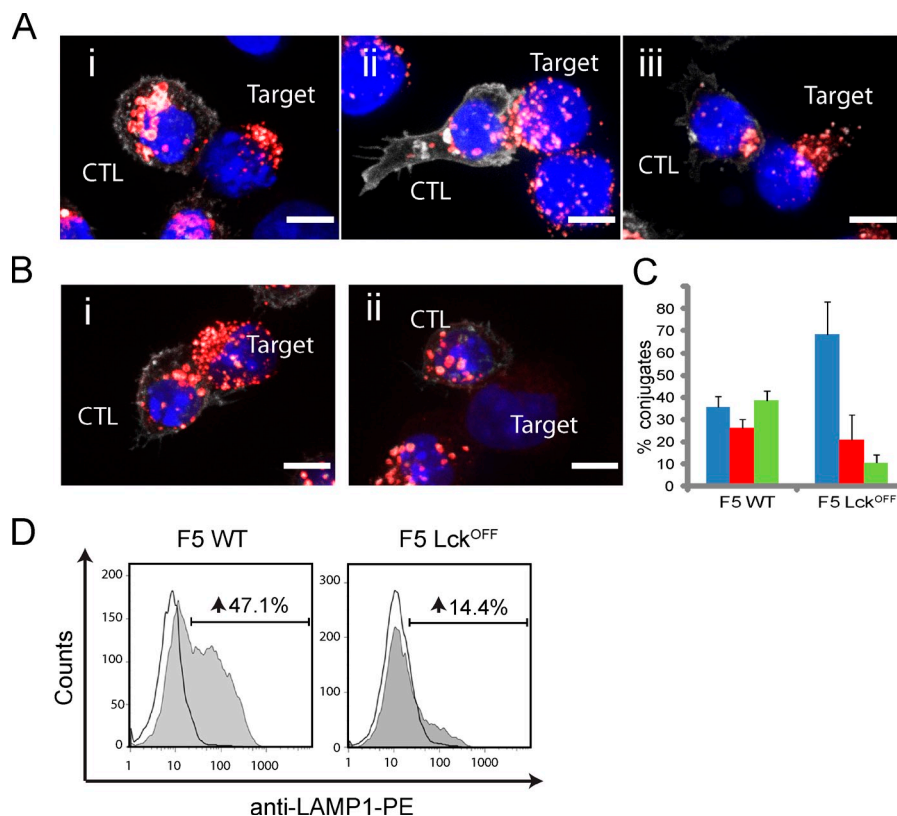 A
i
Target
CTL
ii
Target
CTL
iii
Target
CTL
B
i
Target
CTL
ii
CTL
Target
C
% conjugates
80
70
60
50
40
30
20
10
0
F5 WT
F5 Lck^OFF
D
F5 WT
F5 Lck^OFF
Counts
200
150
100
50
0
47.1%
1
10
100
1000
300
200
100
0
14.4%
1
10
100
1000
anti-LAMP1-PE